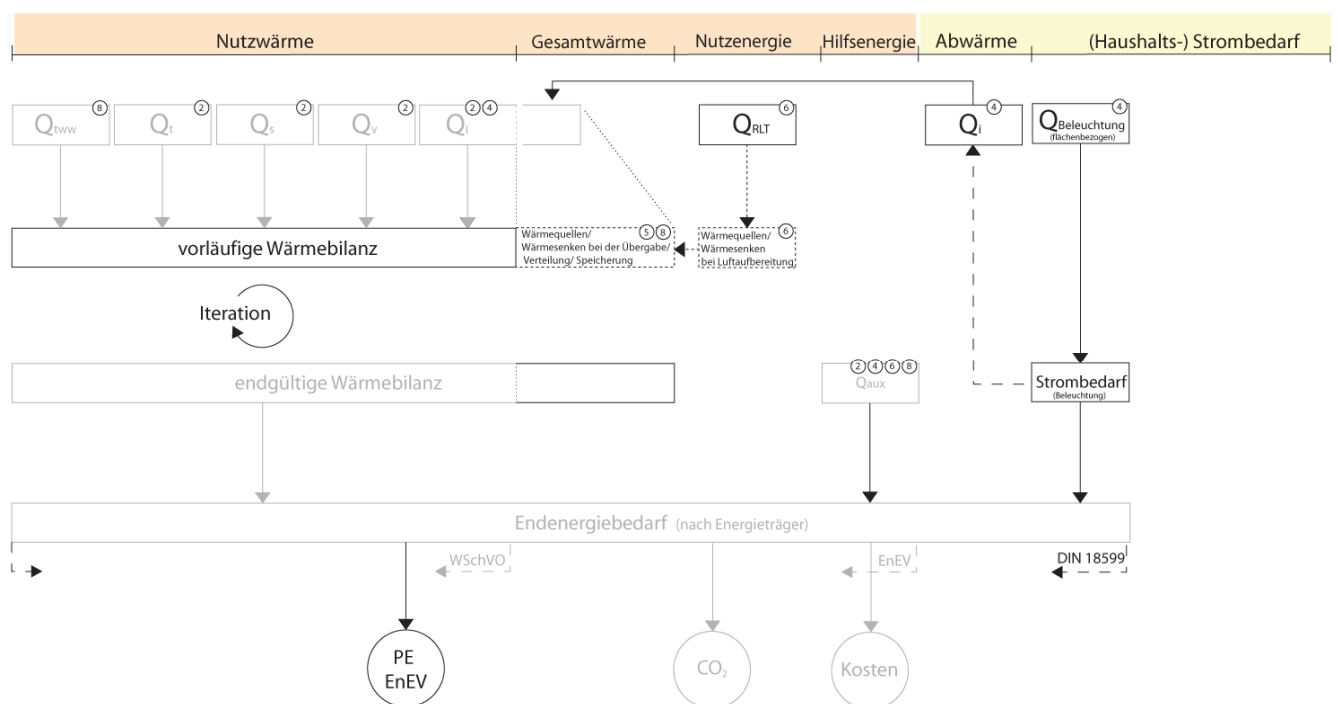 Nutzwärme Gesamtwärme Nutzenergie Hilfsenergie Abwärme (Haushalts-) Strombedarf
Qtww 8 Qt 2 Qs 2 Qv 2 Qi 2 4 QRLT 6 Qi 4 QBeleuchtung 4
(flächenbezogen)
vorläufige Wärmebilanz
Wärmequellen/ 5 8
Wärmesenken bei der Übergabe/
Verteilung/ Speicherung
Wärmequellen/ 6
Wärmesenken
bei Luftaufbereitung
Iteration
endgültige Wärmebilanz
2 4 6 8
Qaux
Strombedarf
(Beleuchtung)
Endenergiebedarf (nach Energieträger)
WSchVO EnEV DIN 18599
PE
EnEV
CO₂
Kosten